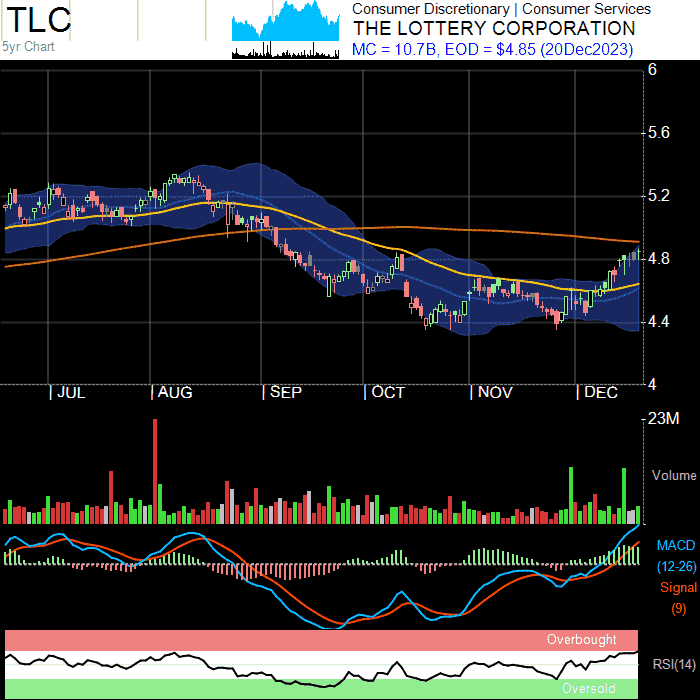 TLC
5yr Chart
Consumer Discretionary | Consumer Services
THE LOTTERY CORPORATION
MC = 10.7B, EOD = $4.85 (20Dec2023)
6
5.6
5.2
4.8
4.4
4
| JUL | AUG | SEP | OCT | NOV | DEC
23M
Volume
MACD
(12-26)
Signal
(9)
Overbought
RSI(14)
Oversold